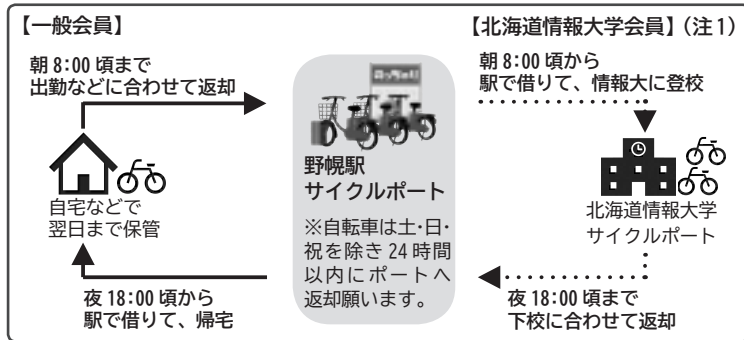 【一般会員】
朝 8:00 頃まで
出勤などに合わせて返却
自宅などで
翌日まで保管
夜 18:00 頃から
駅で借りて、帰宅
野幌駅
サイクルポート
※自転車は土・日・
祝を除き 24 時間
以内にポートへ
返却願います。
【北海道情報大学会員】(注1)
朝 8:00 頃から
駅で借りて、情報大に登校
北海道情報大学
サイクルポート
夜 18:00 頃まで
下校に合わせて返却